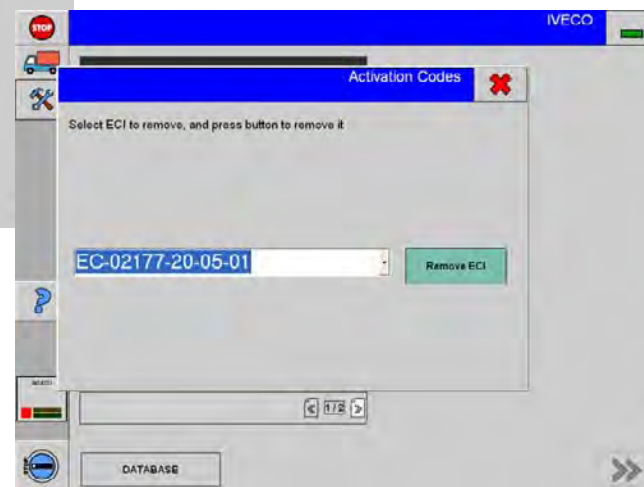 STOP
IVECO
Activation Codes
Select ECI to remove, and press button to remove it
EC-02177-20-05-01
Remove ECI
1/2
STOP
DATABASE